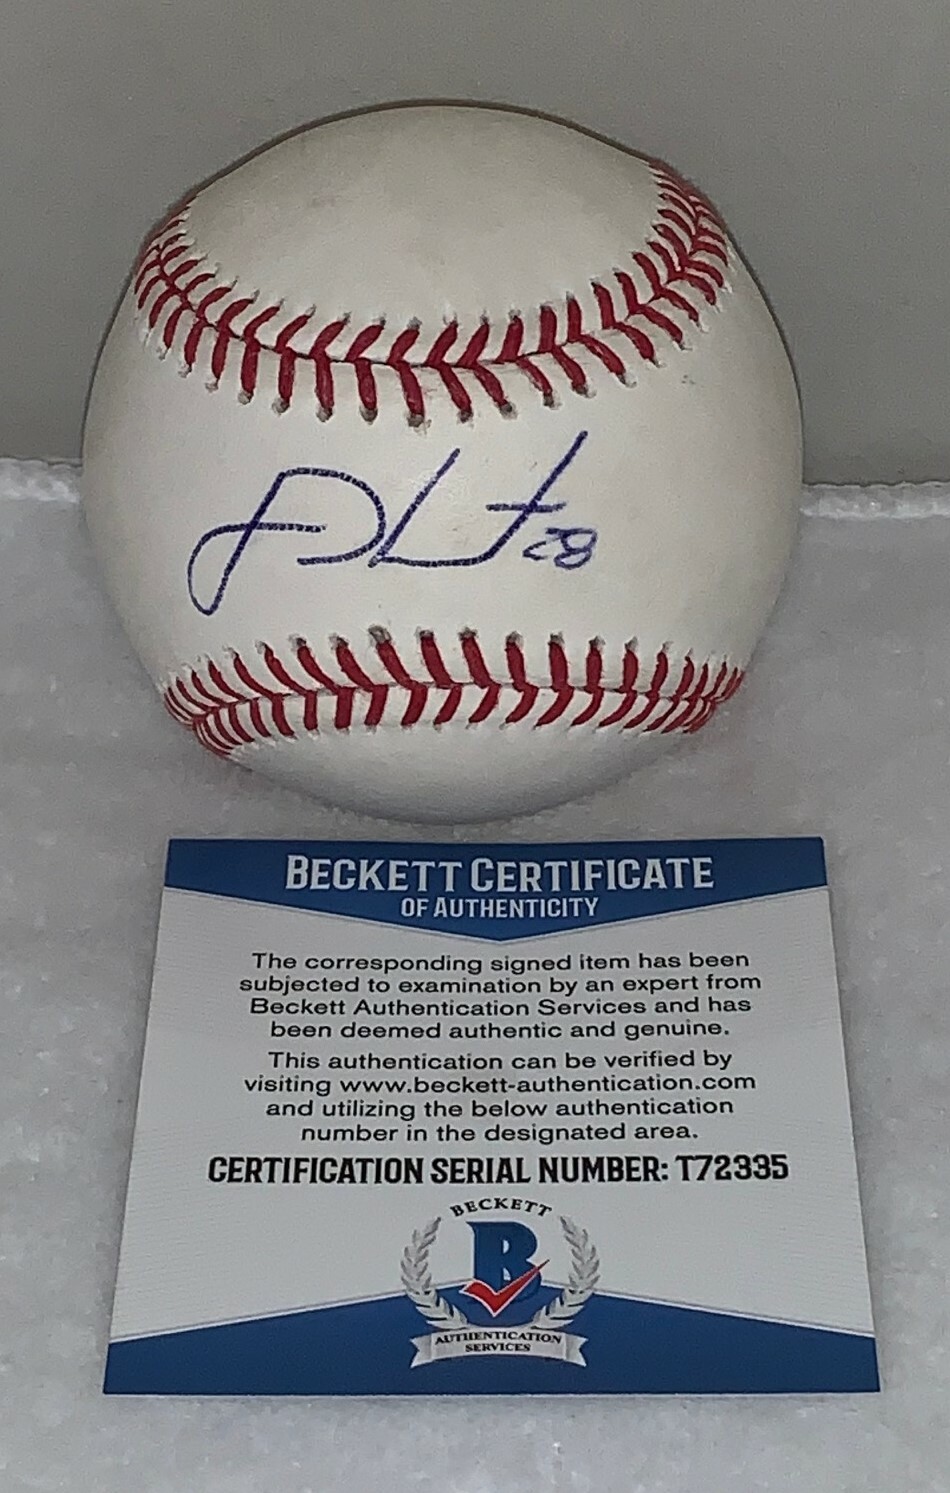 28
BECKETT CERTIFICATE
OF AUTHENTICITY
The corresponding signed item has been
subjected to examination by an expert from
Beckett Authentication Services and has
been deemed authentic and genuine.
This authentication can be verified by
visiting www.beckett-authentication.com
and utilizing the below authentication
number in the designated area.
CERTIFICATION SERIAL NUMBER: T72335
BECKETT
B
AUTHENTICATION
SERVICES